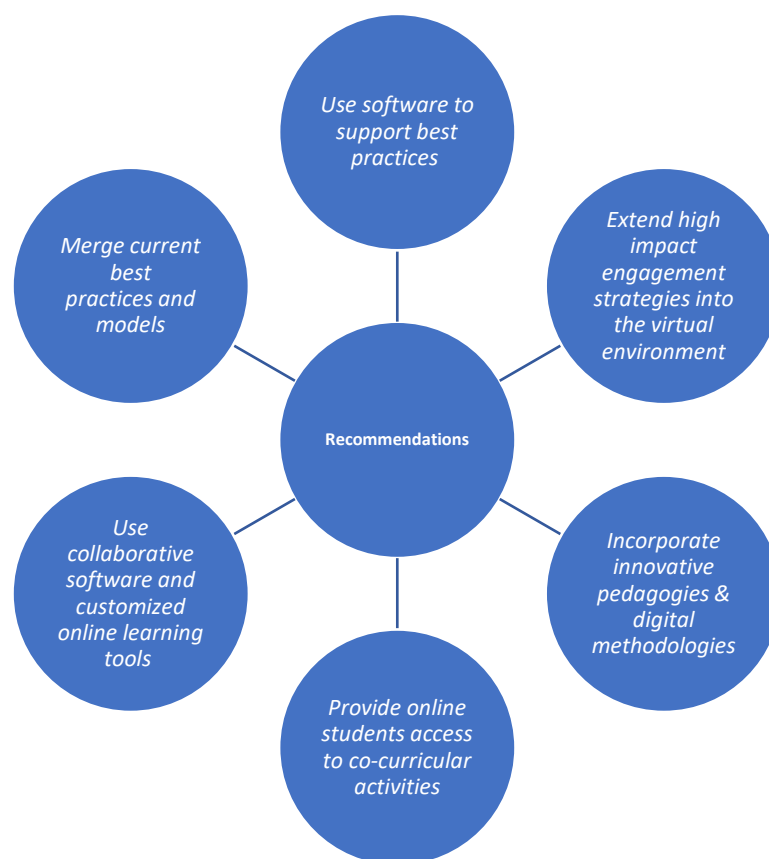 Use software to
support best
practices
Extend high
impact
engagement
strategies into
the virtual
environment
Merge current
best
practices and
models
Recommendations
Use
collaborative
software and
customized
online learning
tools
Incorporate
innovative
pedagogies &
digital
methodologies
Provide online
students access
to co-curricular
activities